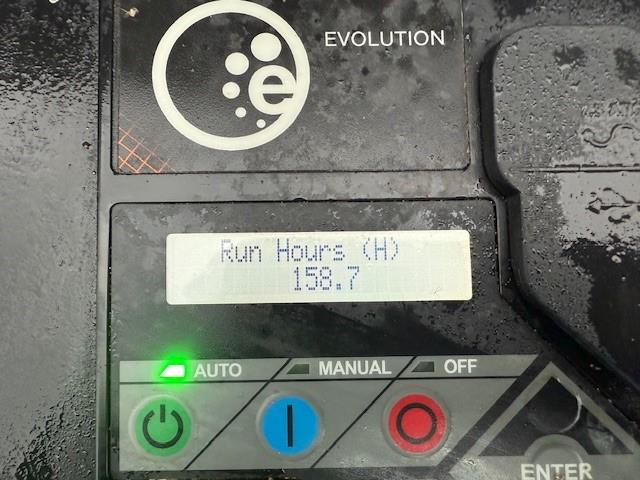 e
EVOLUTION
Run Hours (H)
158.7
AUTO
MANUAL
OFF
ENTER